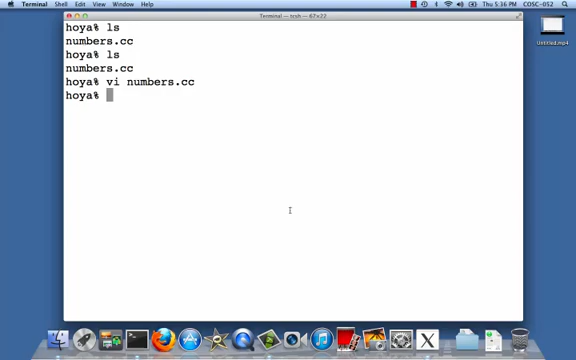 Terminal Shell Edit View Window Help
Thu 5:36 PM COSC-052
Terminal — tcsh — 67×22
hoya% ls
numbers.cc
hoya% ls
numbers.cc
hoya% vi numbers.cc
hoya%
Untitled.mp4